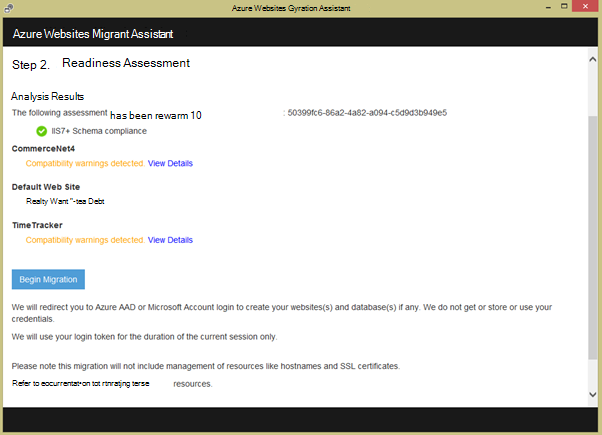 Azure Websites Gyration Assistant
Azure Websites Migrant Assistant
Step 2. Readiness Assessment
Analysis Results
The following assessment has been rewarm 10 : 50399fc6-86a2-4a82-a094-c5d9d3b949e5
IIS7+ Schema compliance
CommerceNet4
Compatibility warnings detected. View Details
Default Web Site
Realty Want "-tea Debt
TimeTracker
Compatibility warnings detected. View Details
Begin Migration
We will redirect you to Azure AAD or Microsoft Account login to create your websites(s) and database(s) if any. We do not get or store or use your
credentials.
We will use your login token for the duration of the current session only.
Please note this migration will not include management of resources like hostnames and SSL certificates.
Refer to eocurrentat•on tot rtnratjng terse resources.